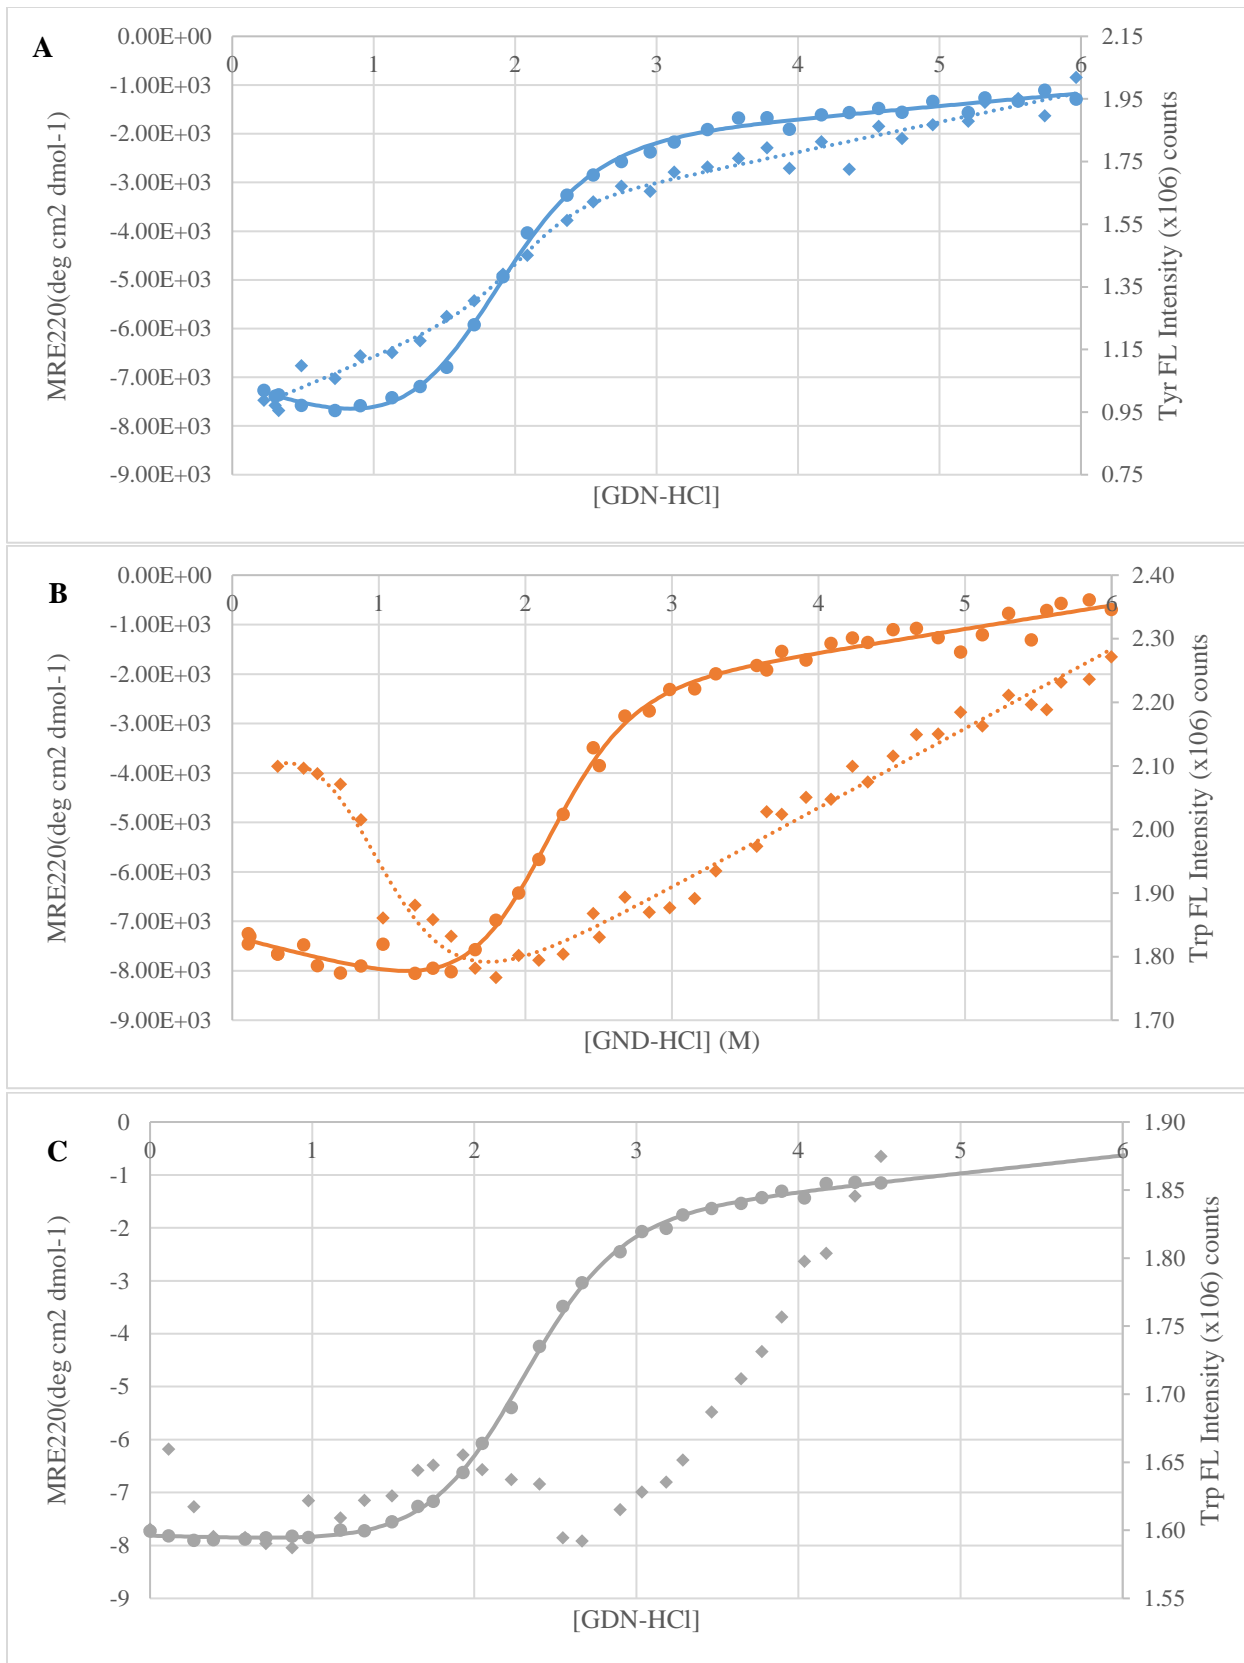 A
0.00E+00
-1.00E+03
-2.00E+03
-3.00E+03
-4.00E+03
-5.00E+03
-6.00E+03
-7.00E+03
-8.00E+03
-9.00E+03
MRE220(deg cm2 dmol-1)
0 1 2 3 4 5 6
[GDN-HCl]
2.15
1.95
1.75
1.55
1.35
1.15
0.95
0.75
Tyr FL Intensity (x106) counts
B
0.00E+00
-1.00E+03
-2.00E+03
-3.00E+03
-4.00E+03
-5.00E+03
-6.00E+03
-7.00E+03
-8.00E+03
-9.00E+03
MRE220(deg cm2 dmol-1)
0 1 2 3 4 5 6
[GND-HCl] (M)
2.40
2.30
2.20
2.10
2.00
1.90
1.80
1.70
Trp FL Intensity (x106) counts
C
0
-1
-2
-3
-4
-5
-6
-7
-8
-9
MRE220(deg cm2 dmol-1)
0 1 2 3 4 5 6
[GDN-HCl]
1.90
1.85
1.80
1.75
1.70
1.65
1.60
1.55
Trp FL Intensity (x106) counts